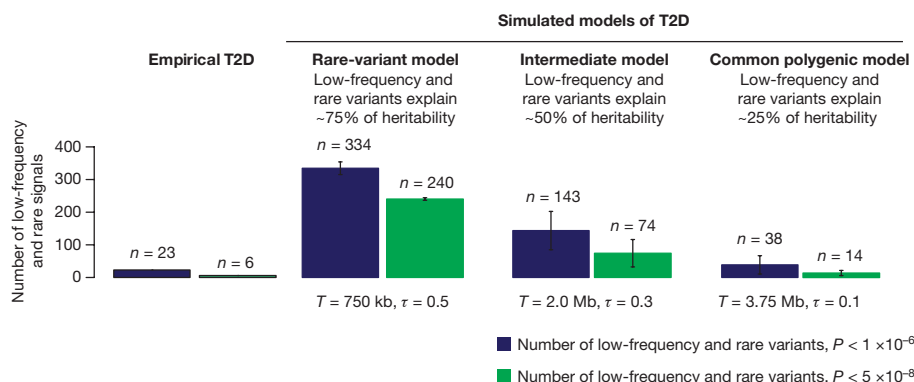 Simulated models of T2D
Empirical T2D
Rare-variant model
Low-frequency and
rare variants explain
~75% of heritability
Intermediate model
Low-frequency and
rare variants explain
~50% of heritability
Common polygenic model
Low-frequency and
rare variants explain
~25% of heritability
Number of low-frequency
and rare signals
400
300
200
100
0
n = 23
n = 6
n = 334
n = 240
n = 143
n = 74
n = 38
n = 14
T = 750 kb, τ = 0.5
T = 2.0 Mb, τ = 0.3
T = 3.75 Mb, τ = 0.1
Number of low-frequency and rare variants, P < 1 ×10⁻⁶
Number of low-frequency and rare variants, P < 5 ×10⁻⁸